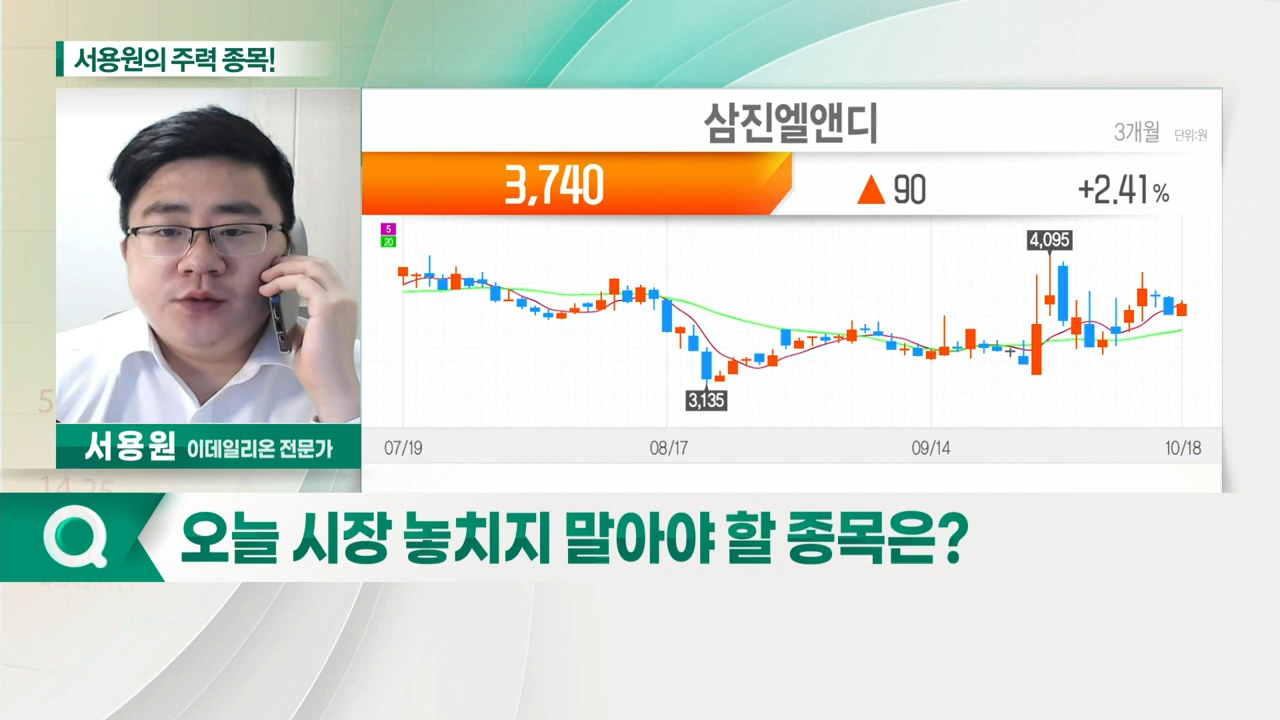 서용원의 주력 종목!
삼진엘앤디
3개월 단위:원
3,740 ▲ 90 +2.41%
5
20
4,095
3,135
07/19 08/17 09/14 10/18
서용원 이데일리온 전문가
오늘 시장 놓치지 말아야 할 종목은?